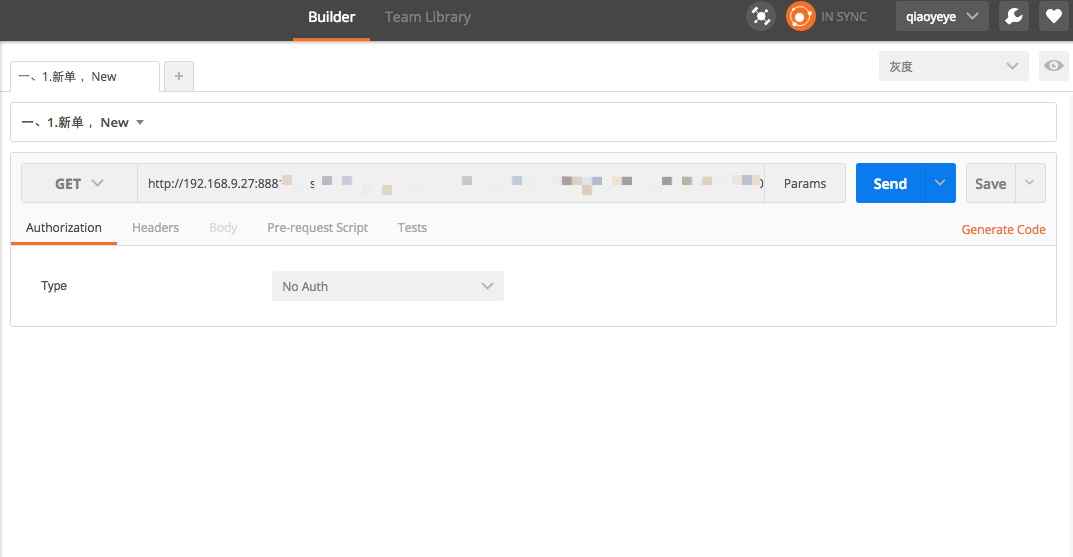 Builder Team Library IN SYNC qiaoyeye
一、1.新单， New + 灰度
一、1.新单， New
GET http://192.168.9.27:888 Params Send Save
Authorization Headers Body Pre-request Script Tests Generate Code
Type No Auth